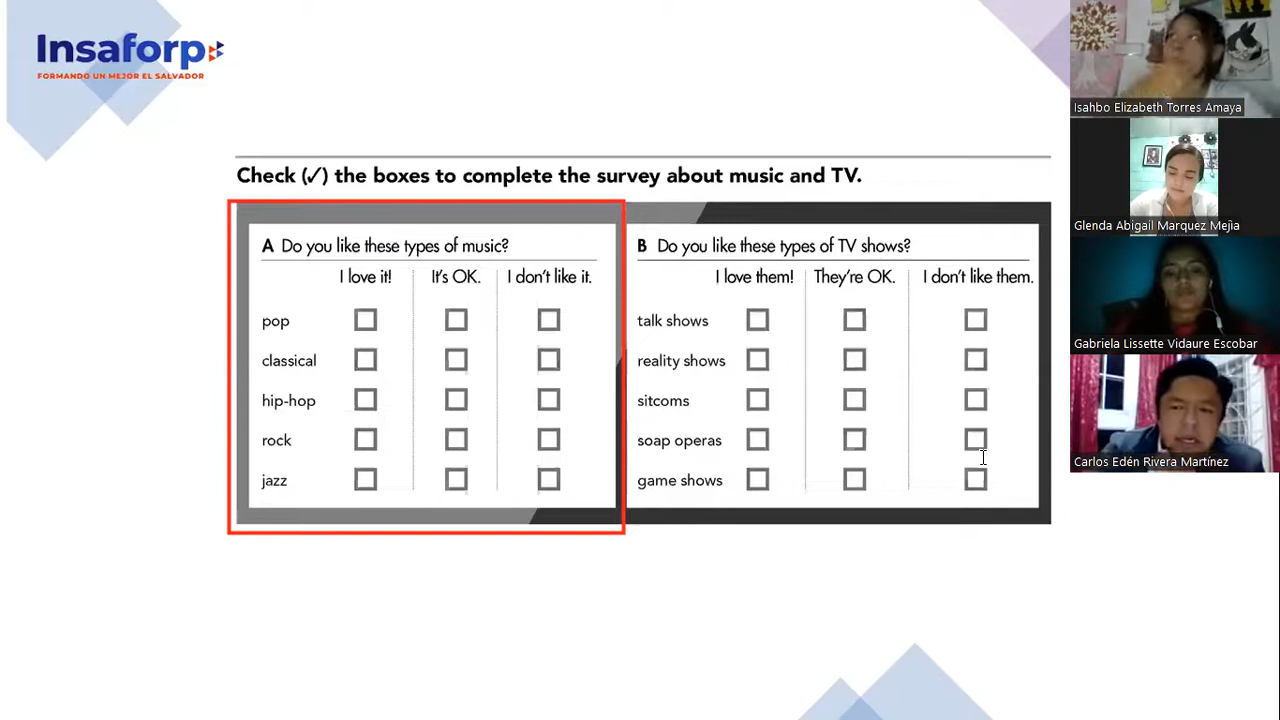 Insaforp
FORMANDO UN MEJOR EL SALVADOR
Check (✓) the boxes to complete the survey about music and TV.
A Do you like these types of music?
I love it! It's OK. I don't like it.
pop
classical
hip-hop
rock
jazz
B Do you like these types of TV shows?
I love them! They're OK. I don't like them.
talk shows
reality shows
sitcoms
soap operas
game shows
Isahbo Elizabeth Torres Amaya
Glenda Abigail Marquez Mejia
Gabriela Lissette Vidaure Escobar
Carlos Edén Rivera Martínez